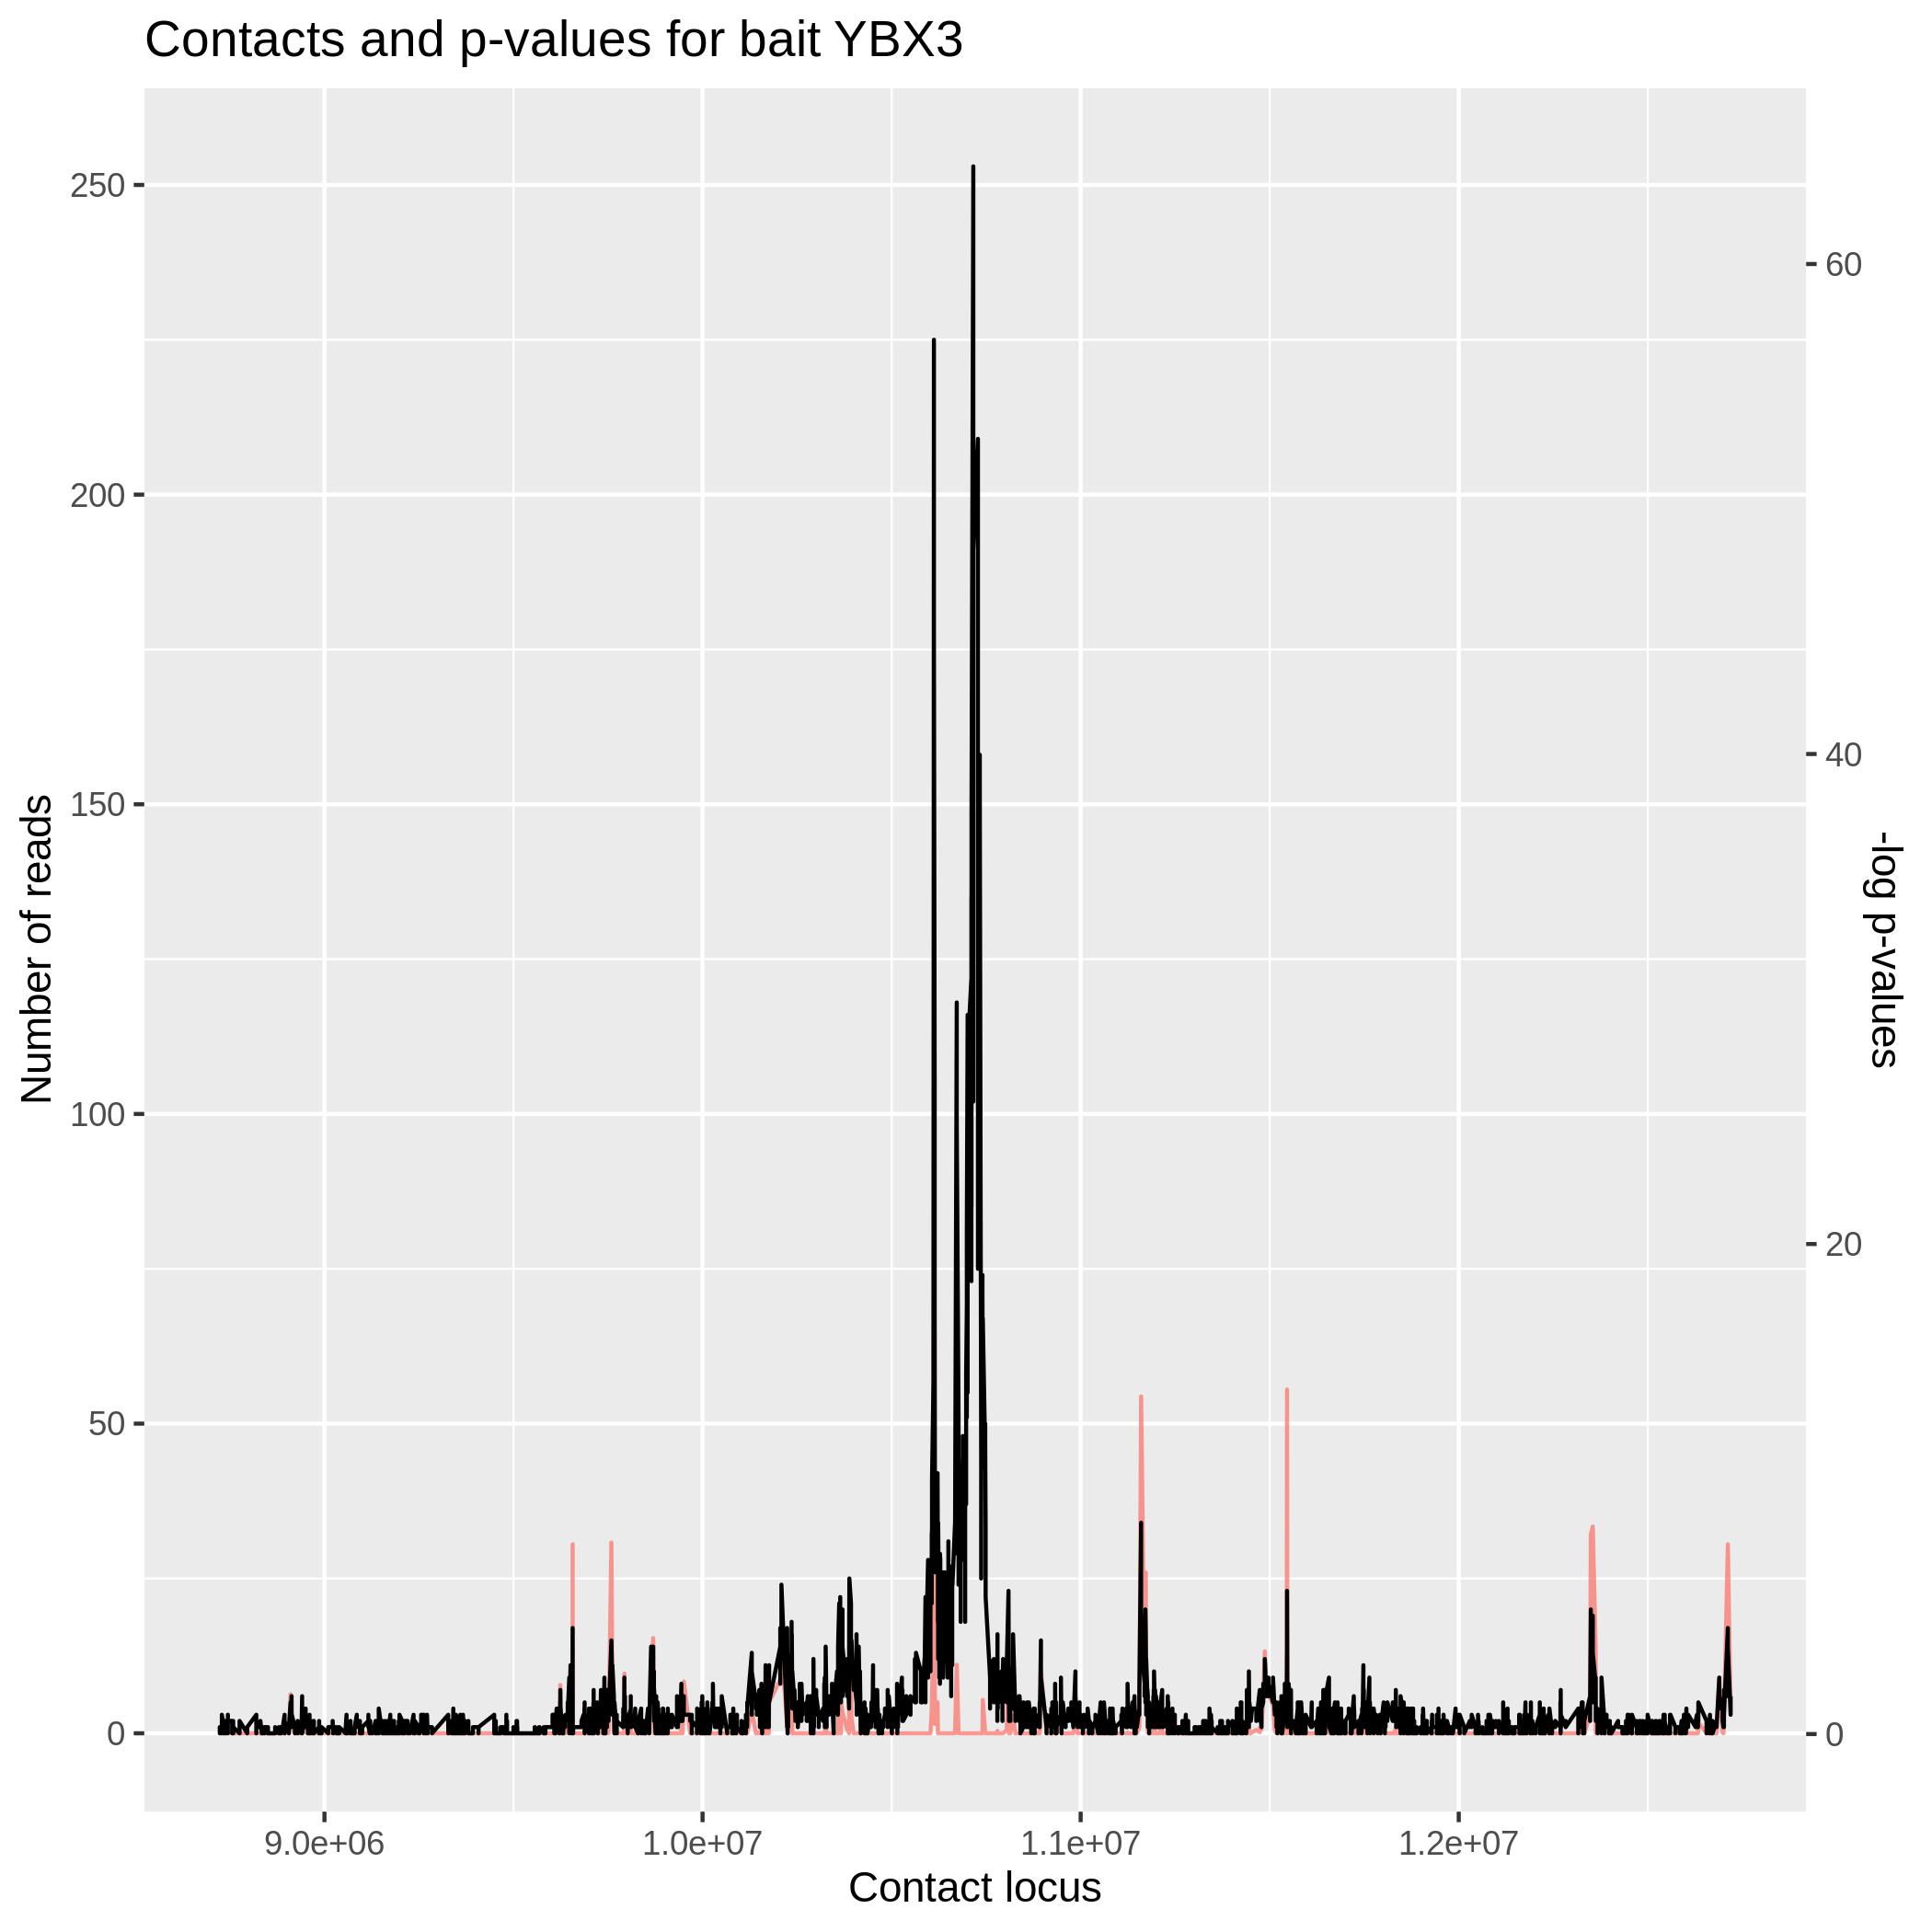 Contacts and p-values for bait YBX3
250
200
150
100
50
0
Number of reads
60
40
20
0
-log p-values
9.0e+06
1.0e+07
1.1e+07
1.2e+07
Contact locus